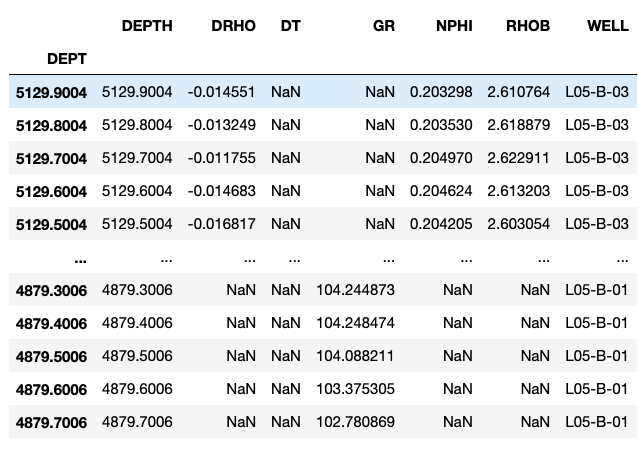 DEPTH DRHO DT GR NPHI RHOB WELL
DEPT
5129.9004 5129.9004 -0.014551 NaN NaN 0.203298 2.610764 L05-B-03
5129.8004 5129.8004 -0.013249 NaN NaN 0.203530 2.618879 L05-B-03
5129.7004 5129.7004 -0.011755 NaN NaN 0.204970 2.622911 L05-B-03
5129.6004 5129.6004 -0.014683 NaN NaN 0.204624 2.613203 L05-B-03
5129.5004 5129.5004 -0.016817 NaN NaN 0.204205 2.603054 L05-B-03
... ... ... ... ... ... ... ...
4879.3006 4879.3006 NaN NaN 104.244873 NaN NaN L05-B-01
4879.4006 4879.4006 NaN NaN 104.248474 NaN NaN L05-B-01
4879.5006 4879.5006 NaN NaN 104.088211 NaN NaN L05-B-01
4879.6006 4879.6006 NaN NaN 103.375305 NaN NaN L05-B-01
4879.7006 4879.7006 NaN NaN 102.780869 NaN NaN L05-B-01